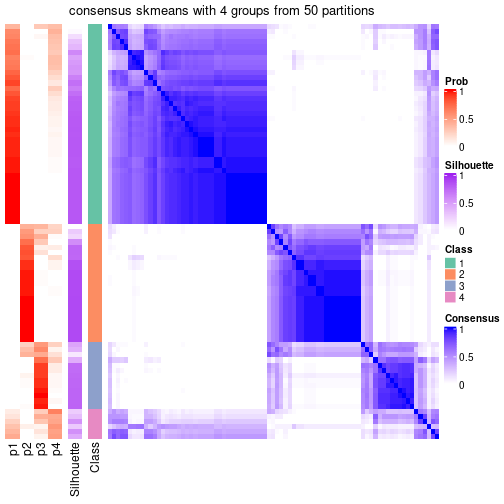 consensus skmeans with 4 groups from 50 partitions
Prob
1
0.5
0
Silhouette
1
0.5
0
Class
1
2
3
4
Consensus
1
0.5
0
p1
p2
p3
p4
Silhouette
Class